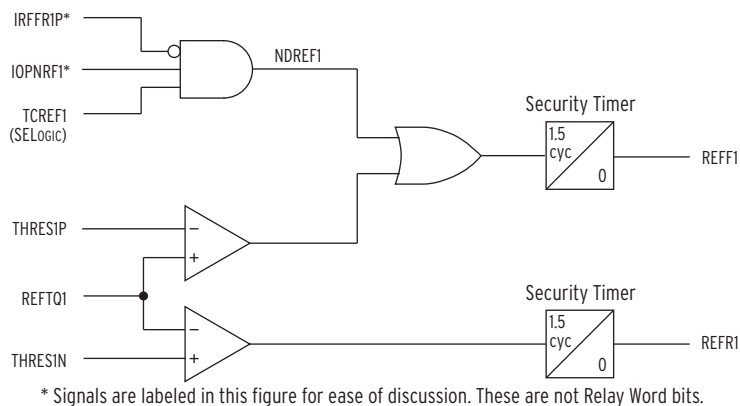 IRFFR1P*
IOPNRF1*
TCREF1
(SELOGIC)
NDREF1
Security Timer
1.5
cyc
0
REFF1
THRES1P
REFTQ1
THRES1N
Security Timer
1.5
cyc
0
REFR1
* Signals are labeled in this figure for ease of discussion. These are not Relay Word bits.